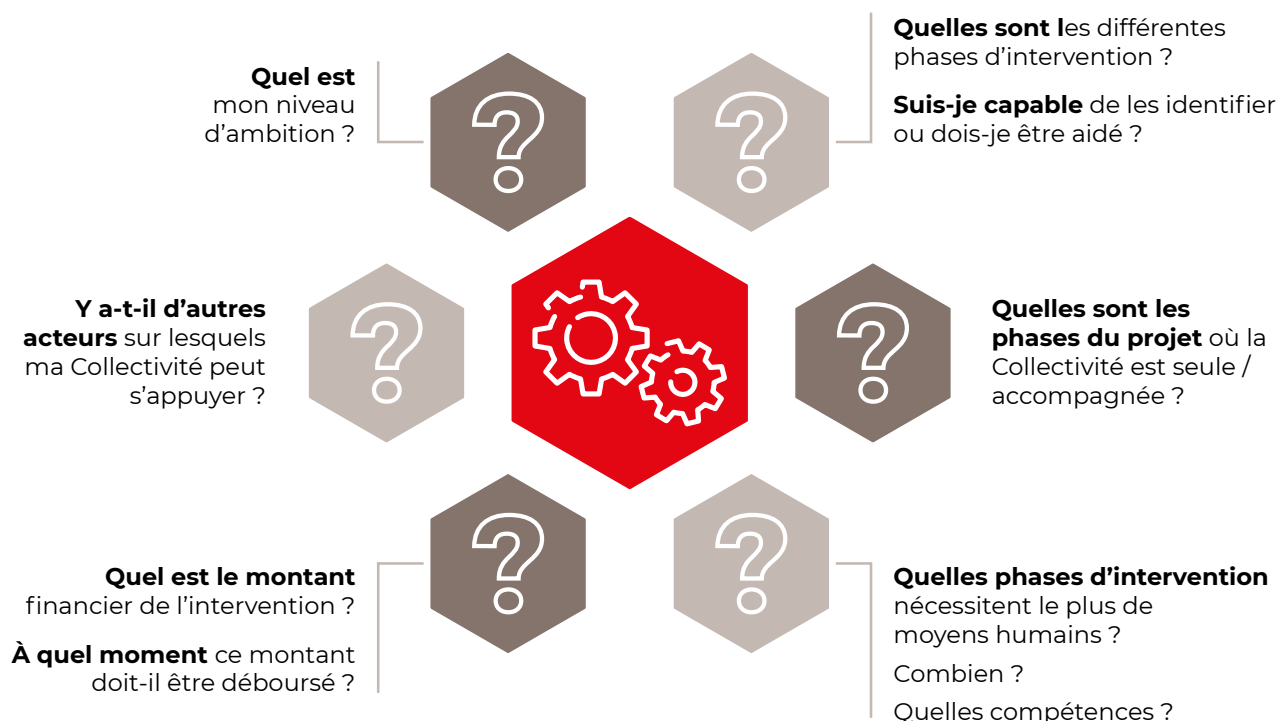 Quel est
mon niveau
d’ambition ?
Quelles sont les différentes
phases d’intervention ?
Suis-je capable de les identifier
ou dois-je être aidé ?
Y a-t-il d’autres
acteurs sur lesquels
ma Collectivité peut
s’appuyer ?
Quelles sont les
phases du projet où la
Collectivité est seule /
accompagnée ?
Quel est le montant
financier de l’intervention ?
À quel moment ce montant
doit-il être déboursé ?
Quelles phases d’intervention
nécessitent le plus de
moyens humains ?
Combien ?
Quelles compétences ?